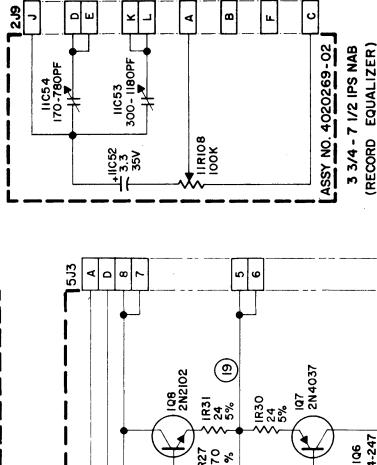 2J9
J
D
E
K
L
A
B
F
C
11C54
170-780PF
11C53
300-1180PF
+11C52
3.3
35V
11R108
100K
ASSY NO. 4020269-02
3 3/4 - 7 1/2 IPS NAB
(RECORD EQUALIZER)
5J3
A
D
8
7
5
6
1Q8
2N2102
1R31
24
5%
19
1R30
24
5%
1Q7
2N4037
R27
70
%
1Q6
4-247